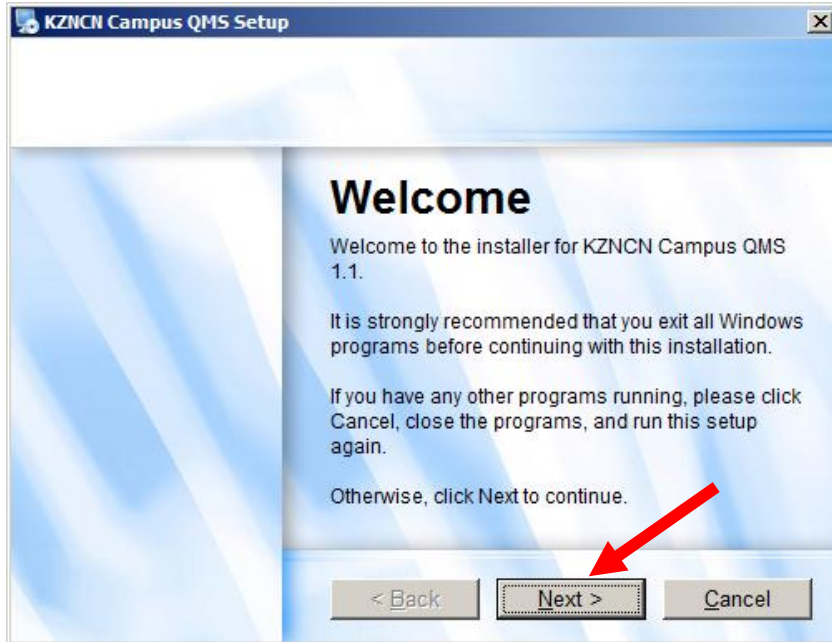 KZNCN Campus QMS Setup
Welcome
Welcome to the installer for KZNCN Campus QMS
1.1.
It is strongly recommended that you exit all Windows
programs before continuing with this installation.
If you have any other programs running, please click
Cancel, close the programs, and run this setup
again.
Otherwise, click Next to continue.
< Back
Next >
Cancel